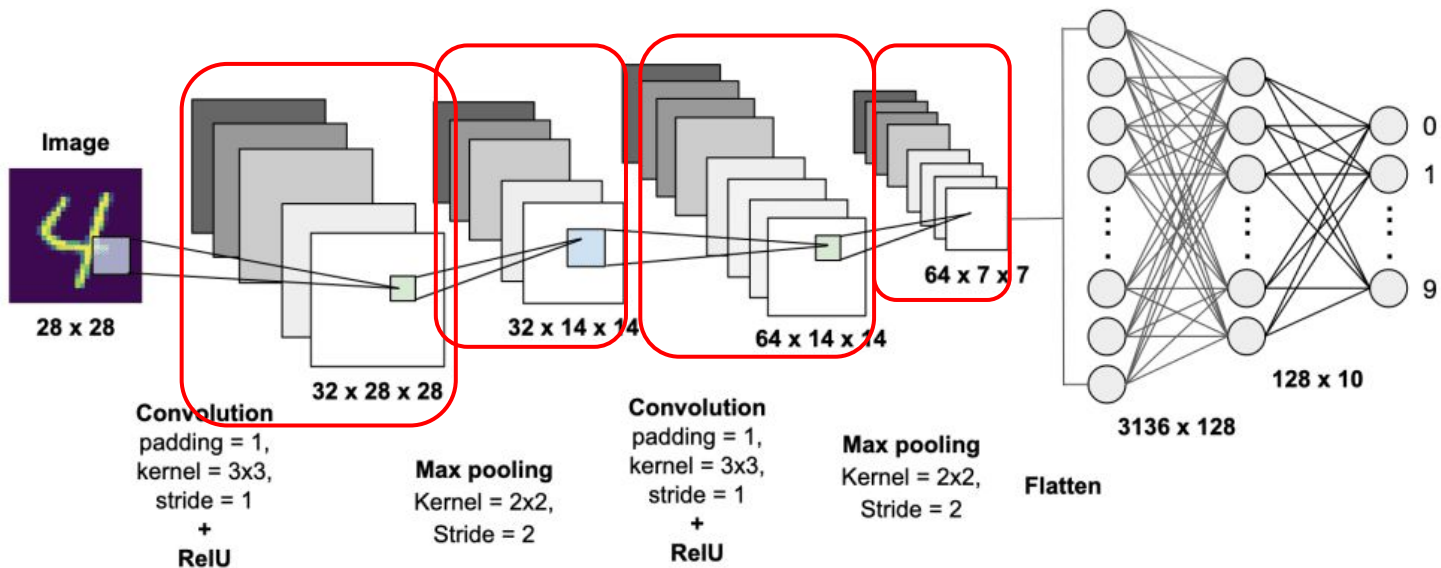 Image
28 x 28
32 x 28 x 28
Convolution
padding = 1,
kernel = 3x3,
stride = 1
+
RelU
32 x 14 x 14
Max pooling
Kernel = 2x2,
Stride = 2
64 x 14 x 14
Convolution
padding = 1,
kernel = 3x3,
stride = 1
+
RelU
64 x 7 x 7
Max pooling
Kernel = 2x2,
Stride = 2
Flatten
3136 x 128
128 x 10
0
1
9